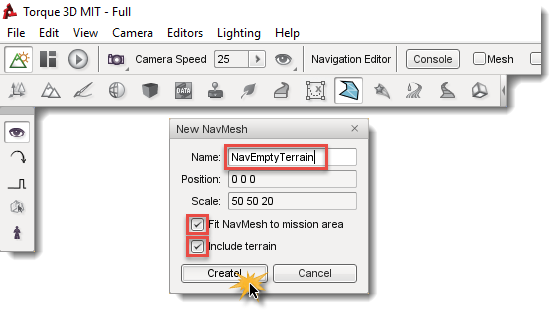 Torque 3D MIT - Full
File Edit View Camera Editors Lighting Help
Camera Speed 25 Navigation Editor Console Mesh
DATA
New NavMesh
Name: NavEmptyTerrain
Position: 0 0 0
Scale: 50 50 20
Fit NavMesh to mission area
Include terrain
Create! Cancel